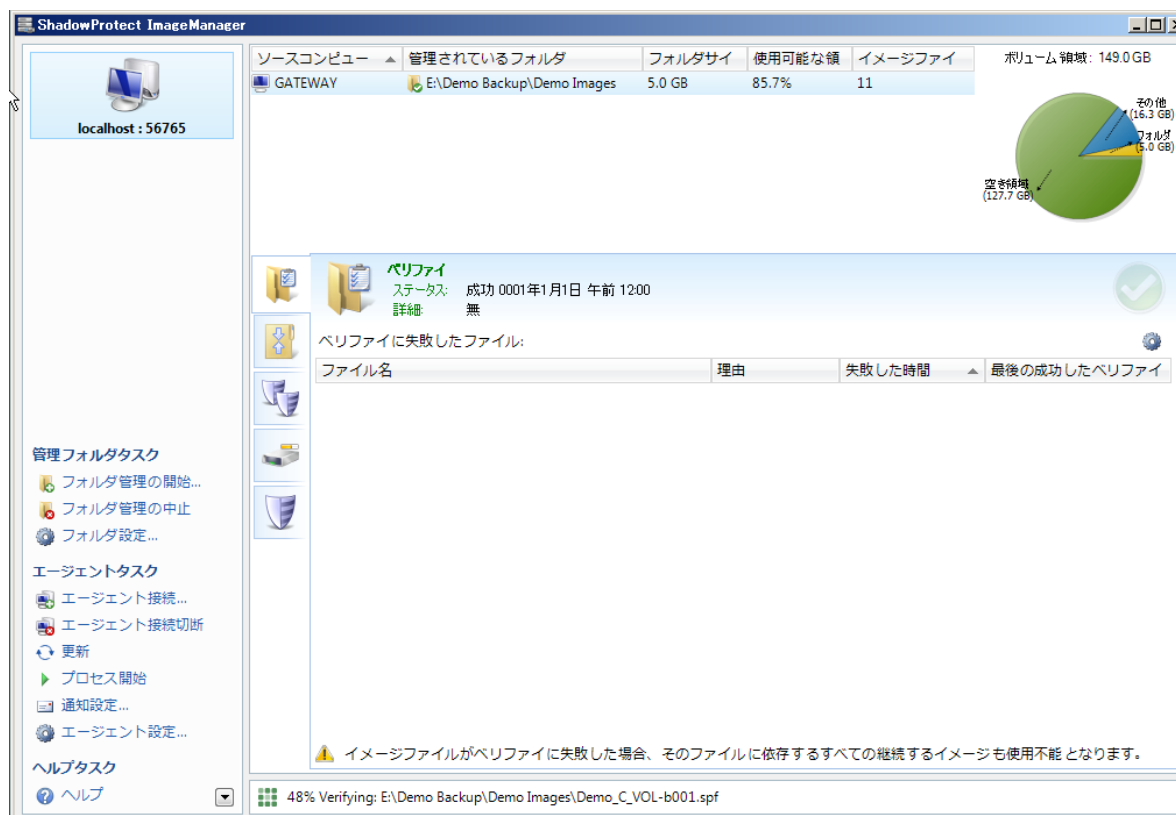 ShadowProtect ImageManager
localhost : 56765
ソースコンピュー 管理されているフォルダ フォルダサイ 使用可能な領 イメージファイ
GATEWAY E:\Demo Backup\Demo Images 5.0 GB 85.7% 11
ボリューム領域: 149.0GB
その他
(16.3 GB)
フォルダ
(5.0 GB)
空き領域
(127.7 GB)
ベリファイ
ステータス: 成功 0001年1月1日 午前 12:00
詳細: 無
ベリファイに失敗したファイル:
ファイル名 理由 失敗した時間 最後の成功したベリファイ
管理フォルダタスク
フォルダ管理の開始...
フォルダ管理の中止
フォルダ設定...
エージェントタスク
エージェント接続...
エージェント接続切断
更新
プロセス開始
通知設定...
エージェント設定...
ヘルプタスク
ヘルプ
イメージファイルがベリファイに失敗した場合、そのファイルに依存するすべての継続するイメージも使用不能となります。
48% Verifying: E:\Demo Backup\Demo Images\Demo_C_VOL-b001.spf